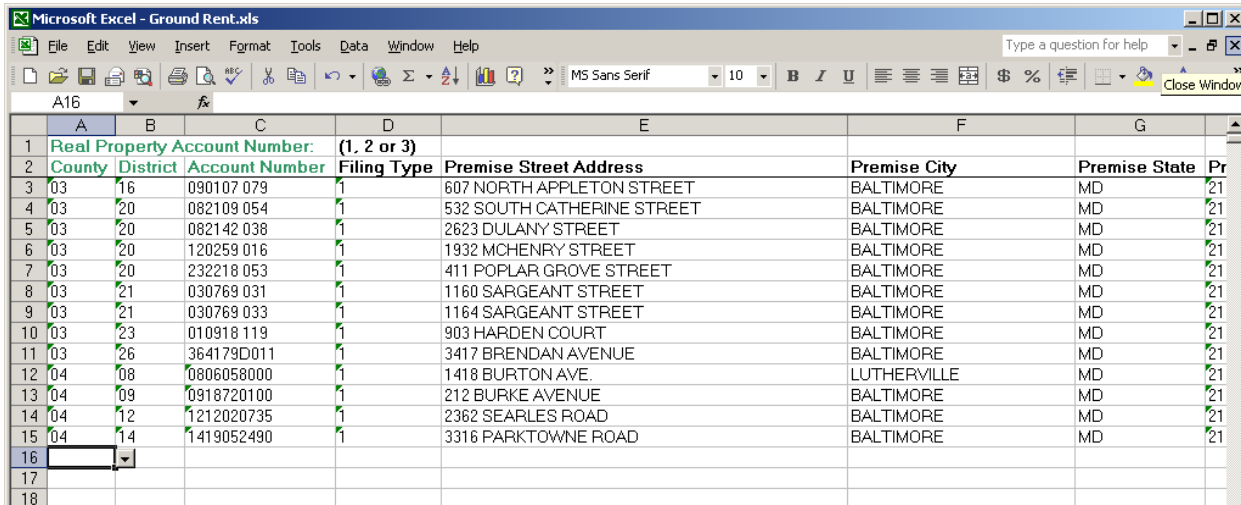 Microsoft Excel - Ground Rent.xls
File Edit View Insert Format Tools Data Window Help Type a question for help
MS Sans Serif 10 B I U $ % Close Window
A16 fx
A B C D E F G
1 Real Property Account Number: (1, 2 or 3)
2 County District Account Number Filing Type Premise Street Address Premise City Premise State Pr
3 03 16 090107 079 1 607 NORTH APPLETON STREET BALTIMORE MD 21
4 03 20 082109 054 1 532 SOUTH CATHERINE STREET BALTIMORE MD 21
5 03 20 082142 038 1 2623 DULANY STREET BALTIMORE MD 21
6 03 20 120259 016 1 1932 MCHENRY STREET BALTIMORE MD 21
7 03 20 232218 053 1 411 POPLAR GROVE STREET BALTIMORE MD 21
8 03 21 030769 031 1 1160 SARGEANT STREET BALTIMORE MD 21
9 03 21 030769 033 1 1164 SARGEANT STREET BALTIMORE MD 21
10 03 23 010918 119 1 903 HARDEN COURT BALTIMORE MD 21
11 03 26 364179D011 1 3417 BRENDAN AVENUE BALTIMORE MD 21
12 04 08 0806058000 1 1418 BURTON AVE. LUTHERVILLE MD 21
13 04 09 0918720100 1 212 BURKE AVENUE BALTIMORE MD 21
14 04 12 1212020735 1 2362 SEARLES ROAD BALTIMORE MD 21
15 04 14 1419052490 1 3316 PARKTOWNE ROAD BALTIMORE MD 21
16
17
18